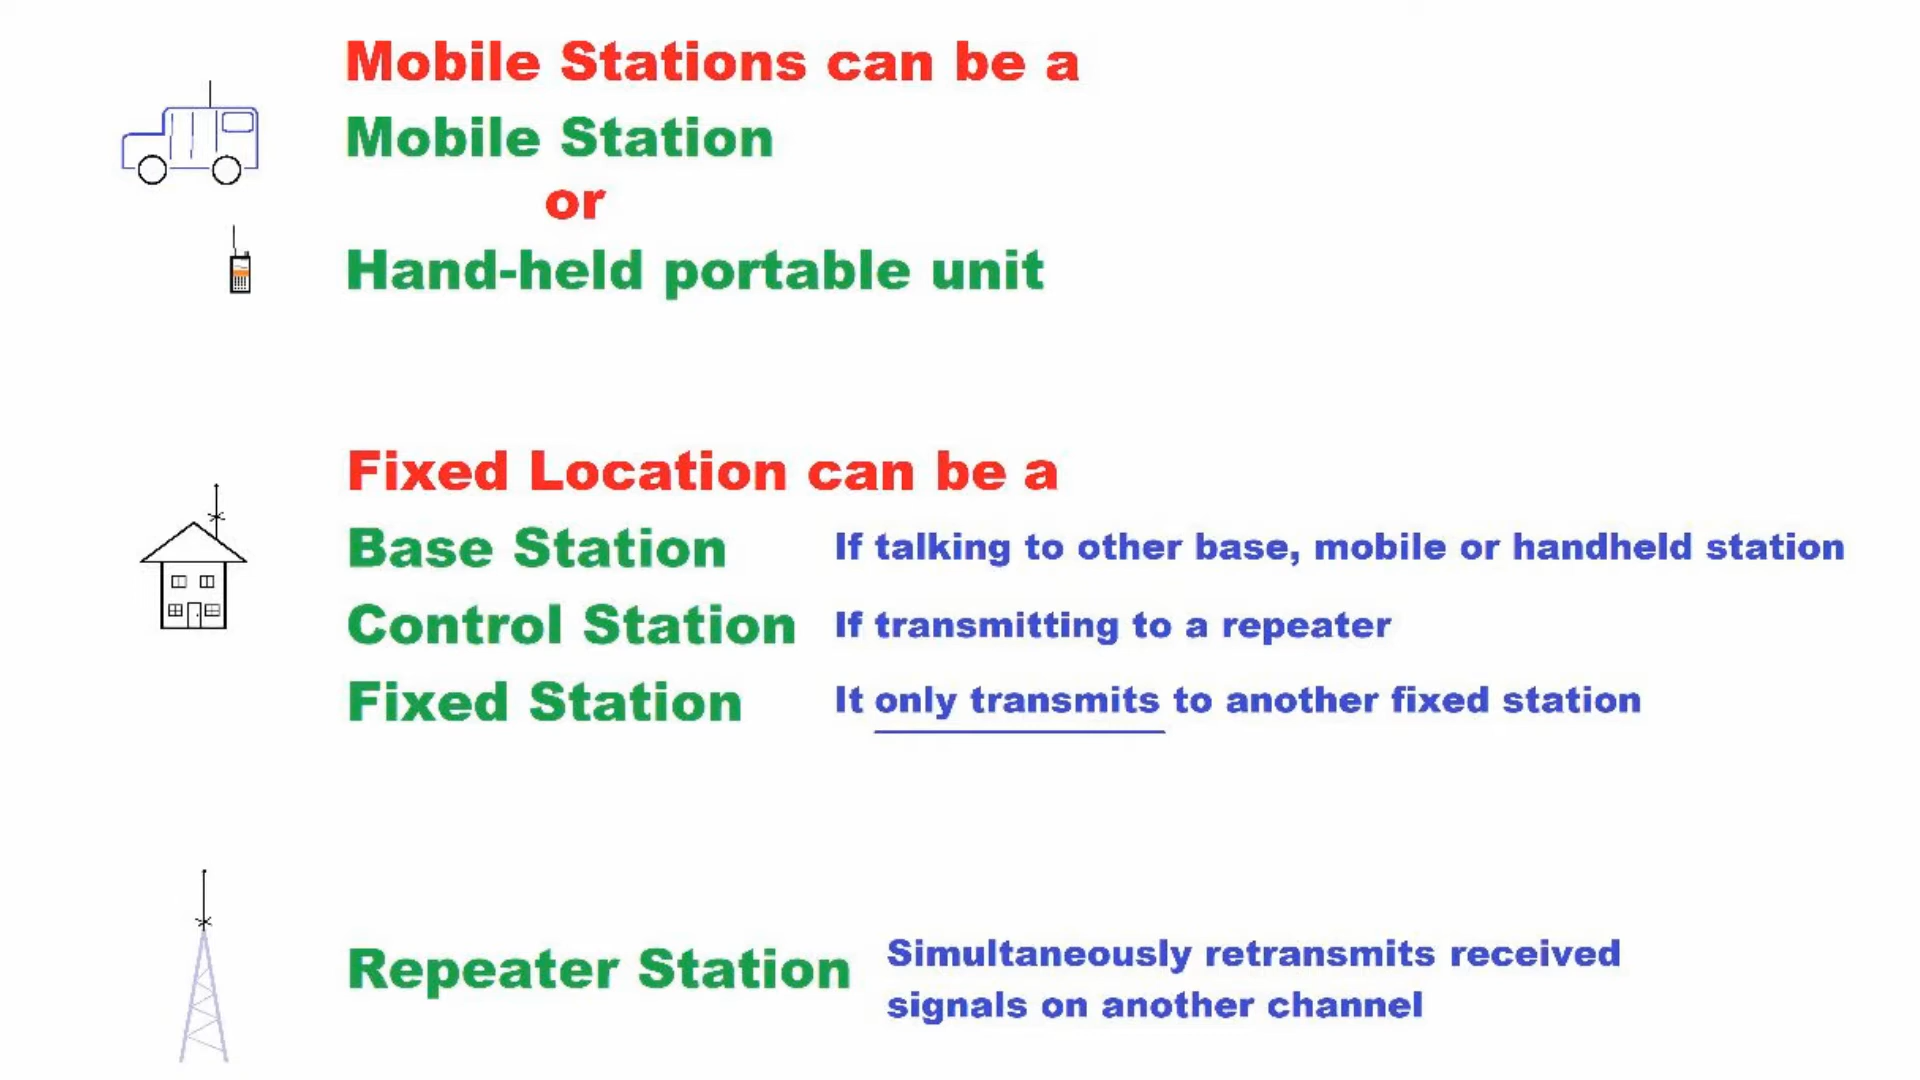 Mobile Stations can be a
Mobile Station
or
Hand-held portable unit
Fixed Location can be a
Base Station If talking to other base, mobile or handheld station
Control Station If transmitting to a repeater
Fixed Station It only transmits to another fixed station
Repeater Station Simultaneously retransmits received
signals on another channel